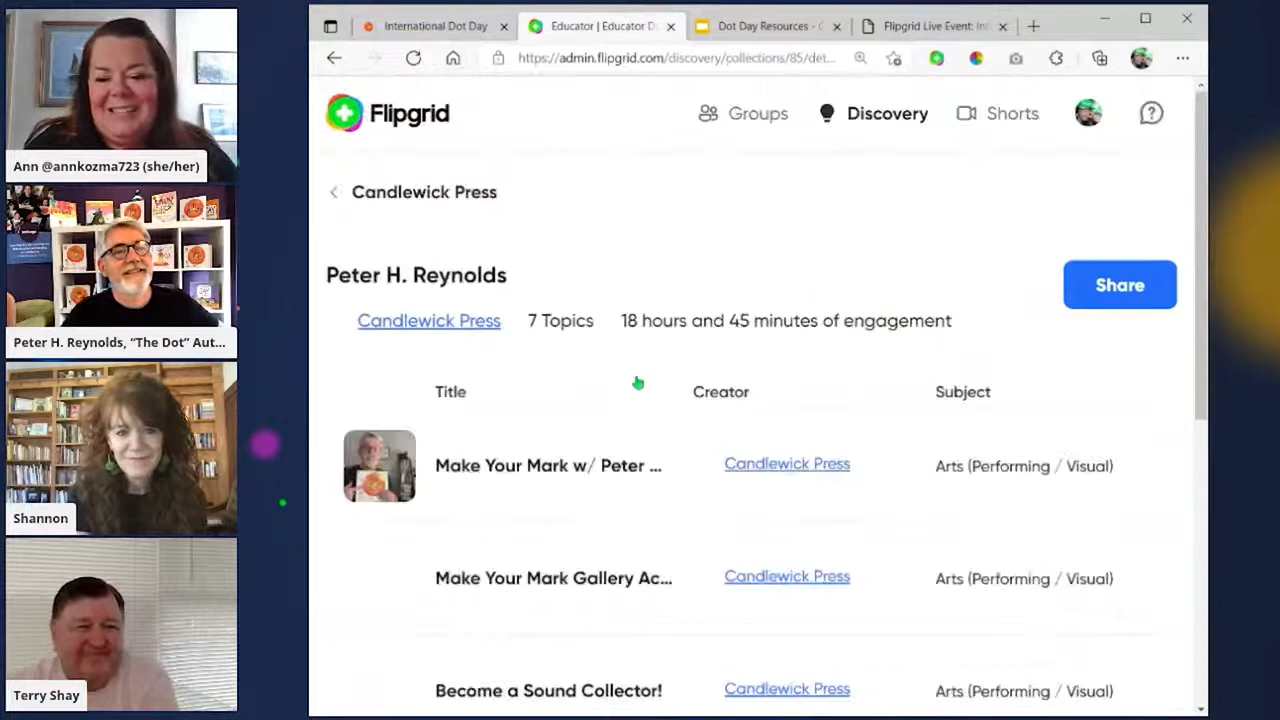 Ann @annkozma723 (she/her)
Peter H. Reynolds, “The Dot” Aut...
Shannon
Terry Shay
International Dot Day
Educator | Educator D
Dot Day Resources - G
Flipgrid Live Event: In
https://admin.flipgrid.com/discovery/collections/85/det...
Flipgrid
Groups
Discovery
Shorts
Candlewick Press
Peter H. Reynolds
Share
Candlewick Press 7 Topics 18 hours and 45 minutes of engagement
Title Creator Subject
Make Your Mark w/ Peter ... Candlewick Press Arts (Performing / Visual)
Make Your Mark Gallery Ac... Candlewick Press Arts (Performing / Visual)
Become a Sound Collector! Candlewick Press Arts (Performing / Visual)